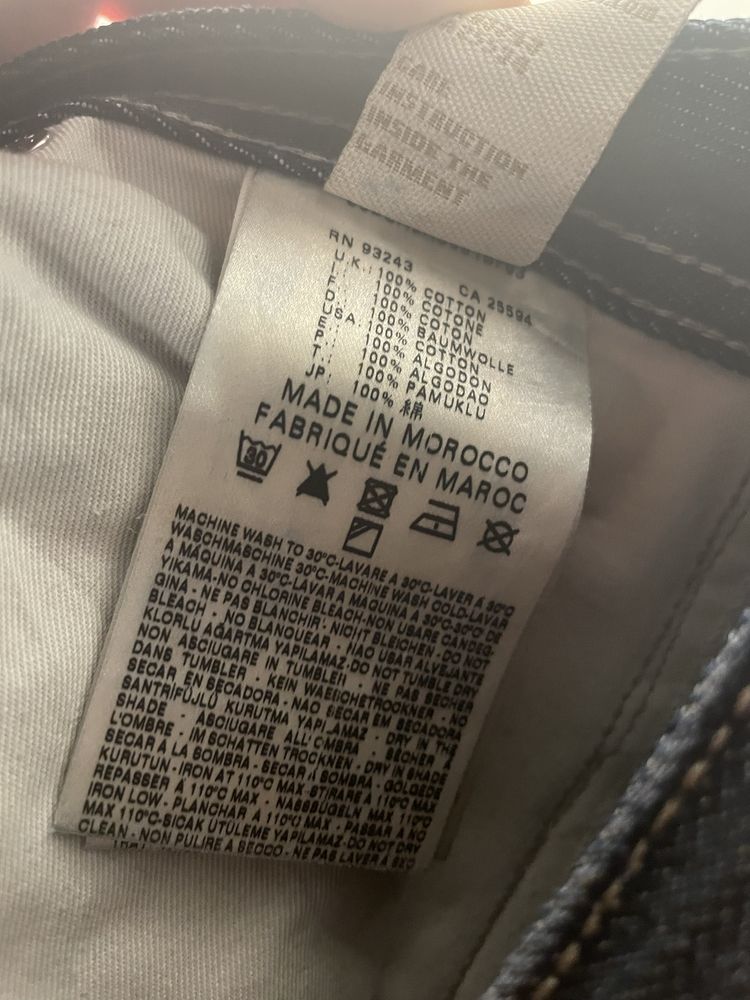 CARE
INSTRUCTION
INSIDE THE
GARMENT
RN 93243 CA 25594
U.K.: 100% COTTON
I.: 100% COTONE
F.: 100% COTON
D.: 100% BAUMWOLLE
USA: 100% COTTON
E.: 100% ALGODON
P.: 100% ALGODAO
T.: 100% PAMUKLU
JP.: 100% 綿
MADE IN MOROCCO
FABRIQUÉ EN MAROC
30
MACHINE WASH TO 30°C-LAVARE A 30°C-LAVER A 30°C
WASCHMASCHINE 30°C-MACHINE WASH COLD-LAVAR
A MAQUINA A 30°C-LAVAR A MAQUINA A 30°C-30°C DE
YIKAMA-NO CHLORINE BLEACH-NON USARE CANDEG-
GINA - NE PAS BLANCHIR - NICHT BLEICHEN - DO NOT
BLEACH - NO BLANQUEAR - NAO USAR ALVEJANTE
KLORLU AGARTMA YAPILAMAZ-DO NOT TUMBLE DRY
NON ASCIUGARE IN TUMBLER - NE PAS SECHER
DANS TUMBLER - KEIN WAESCHETROCKNER - NO
SECAR EN SECADORA - NAO SECAR EM SECADORA
SANTRİFÜJLÜ KURUTMA YAPILAMAZ - DRY IN THE
SHADE - ASCIUGARE ALL'OMBRA - SECHER A
L'OMBRE - IM SCHATTEN TROCKNEN - DRY IN SHADE
SECAR A LA SOMBRA - SECAR A SOMBRA - GOLGEDE
KURUTUN - IRON AT 110°C MAX-STIRARE A 110°C MAX
REPASSER À 110°C MAX - NASSBÜGELN MAX 110°C
IRON LOW - PLANCHAR A 110°C MAX - PASSAR A NO
MAX 110°C-SICAK ÜTÜLEME YAPILAMAZ-DO NOT DRY
CLEAN - NON PULIRE A SECCO - NE PAS LAVER A SEC